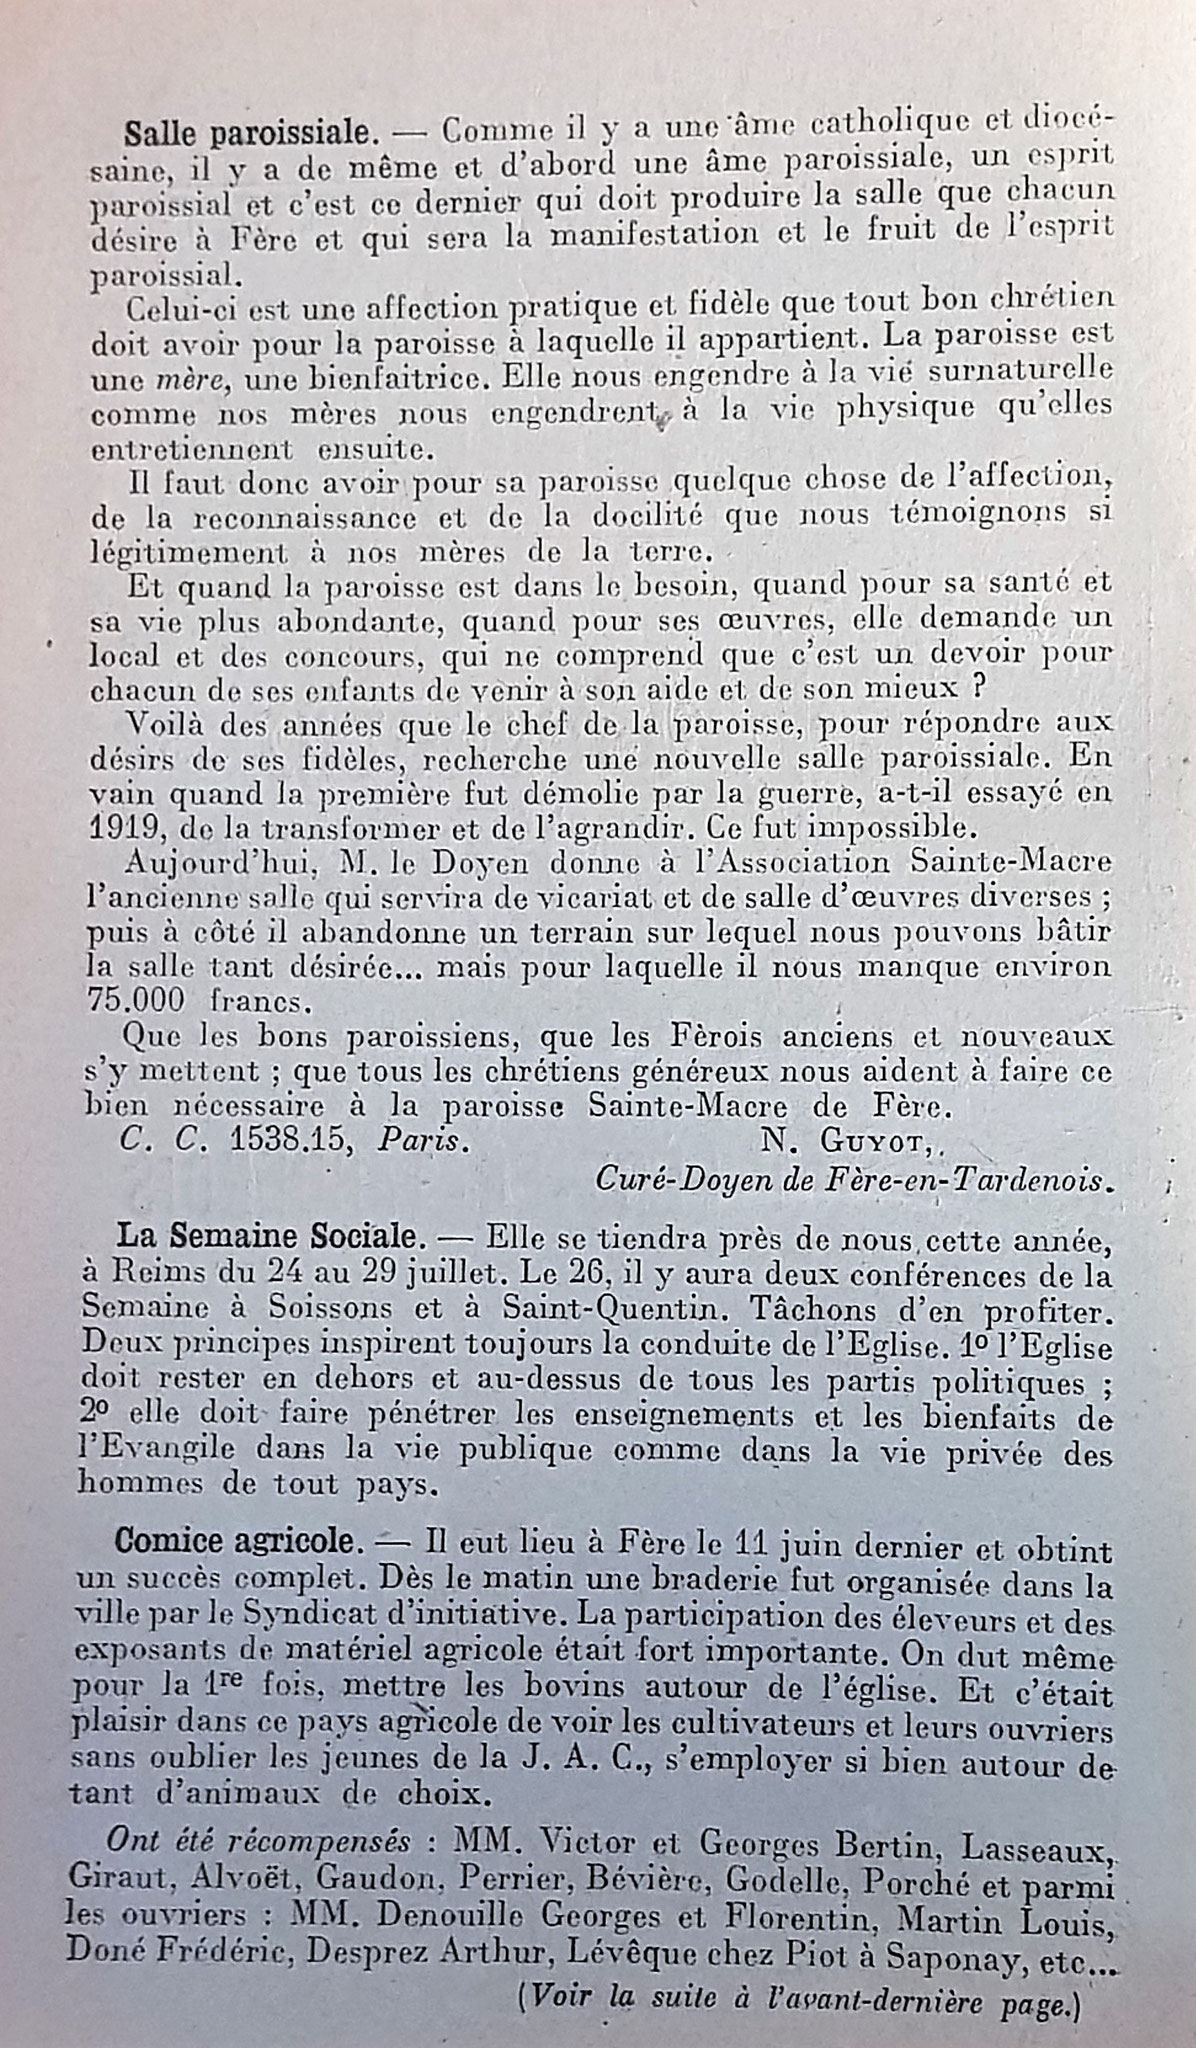 Salle paroissiale. — Comme il y a une âme catholique et diocé-
saine, il y a de même et d'abord une âme paroissiale, un esprit
paroissial et c'est ce dernier qui doit produire la salle que chacun
désire à Fère et qui sera la manifestation et le fruit de l'esprit
paroissial.
Celui-ci est une affection pratique et fidèle que tout bon chrétien
doit avoir pour la paroisse à laquelle il appartient. La paroisse est
une mère, une bienfaitrice. Elle nous engendre à la vie surnaturelle
comme nos mères nous engendrent à la vie physique qu'elles
entretiennent ensuite.
Il faut donc avoir pour sa paroisse quelque chose de l'affection,
de la reconnaissance et de la docilité que nous témoignons si
légitimement à nos mères de la terre.
Et quand la paroisse est dans le besoin, quand pour sa santé et
sa vie plus abondante, quand pour ses œuvres, elle demande un
local et des concours, qui ne comprend que c'est un devoir pour
chacun de ses enfants de venir à son aide et de son mieux ?
Voilà des années que le chef de la paroisse, pour répondre aux
désirs de ses fidèles, recherche une nouvelle salle paroissiale. En
vain quand la première fut démolie par la guerre, a-t-il essayé en
1919, de la transformer et de l'agrandir. Ce fut impossible.
Aujourd'hui, M. le Doyen donne à l'Association Sainte-Macre
l'ancienne salle qui servira de vicariat et de salle d'œuvres diverses ;
puis à côté il abandonne un terrain sur lequel nous pouvons bâtir
la salle tant désirée... mais pour laquelle il nous manque environ
75.000 francs.
Que les bons paroissiens, que les Fèrois anciens et nouveaux
s'y mettent ; que tous les chrétiens généreux nous aident à faire ce
bien nécessaire à la paroisse Sainte-Macre de Fère.
C. C. 1538.15, Paris. N. GUYOT,
Curé-Doyen de Fère-en-Tardenois.
La Semaine Sociale. — Elle se tiendra près de nous cette année,
à Reims du 24 au 29 juillet. Le 26, il y aura deux conférences de la
Semaine à Soissons et à Saint-Quentin. Tâchons d'en profiter.
Deux principes inspirent toujours la conduite de l'Eglise. 1º l'Eglise
doit rester en dehors et au-dessus de tous les partis politiques ;
2º elle doit faire pénétrer les enseignements et les bienfaits de
l'Evangile dans la vie publique comme dans la vie privée des
hommes de tout pays.
Comice agricole. — Il eut lieu à Fère le 11 juin dernier et obtint
un succès complet. Dès le matin une braderie fut organisée dans la
ville par le Syndicat d'initiative. La participation des éleveurs et des
exposants de matériel agricole était fort importante. On dut même
pour la 1re fois, mettre les bovins autour de l'église. Et c'était
plaisir dans ce pays agricole de voir les cultivateurs et leurs ouvriers
sans oublier les jeunes de la J. A. C., s'employer si bien autour de
tant d'animaux de choix.
Ont été récompensés : MM. Victor et Georges Bertin, Lasseaux,
Giraut, Alvoët, Gaudon, Perrier, Bévière, Godelle, Porché et parmi
les ouvriers : MM. Denouille Georges et Florentin, Martin Louis,
Doné Frédéric, Desprez Arthur, Lévêque chez Piot à Saponay, etc...
(Voir la suite à l'avant-dernière page.)